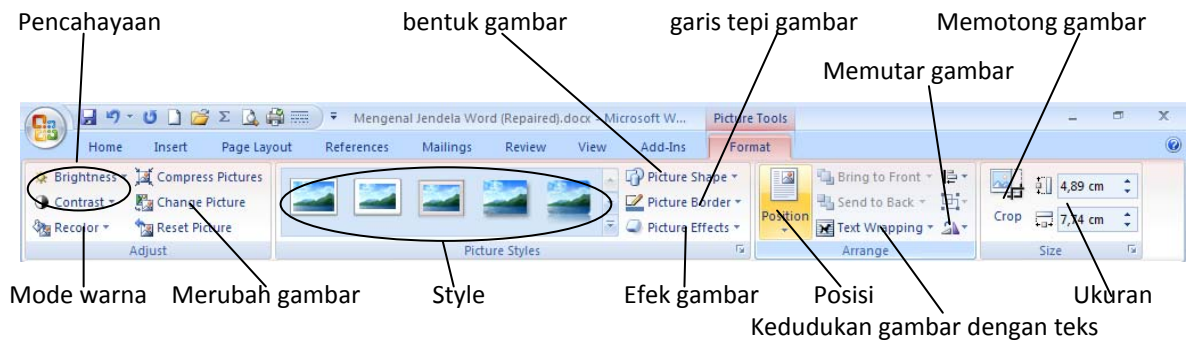 Pencahayaan bentuk gambar garis tepi gambar Memotong gambar
Memutar gambar
Mengenal Jendela Word (Repaired).docx - Microsoft W... Picture Tools
Home Insert Page Layout References Mailings Review View Add-Ins Format
Brightness Compress Pictures Picture Shape Bring to Front 4,89 cm
Contrast Change Picture Picture Border Position Send to Back Crop 7,74 cm
Recolor Reset Picture Picture Effects Text Wrapping
Adjust Picture Styles Arrange Size
Mode warna Merubah gambar Style Efek gambar Posisi Ukuran
Kedudukan gambar dengan teks